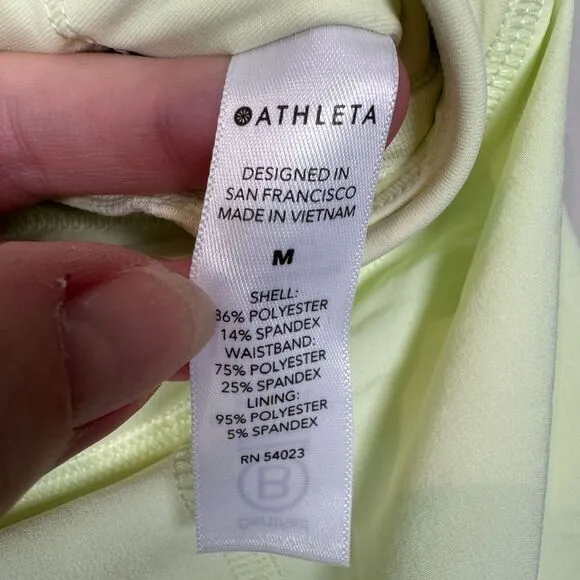 ATHLETA
DESIGNED IN
SAN FRANCISCO
MADE IN VIETNAM
M
SHELL:
86% POLYESTER
14% SPANDEX
WAISTBAND:
75% POLYESTER
25% SPANDEX
LINING:
95% POLYESTER
5% SPANDEX
RN 54023
B